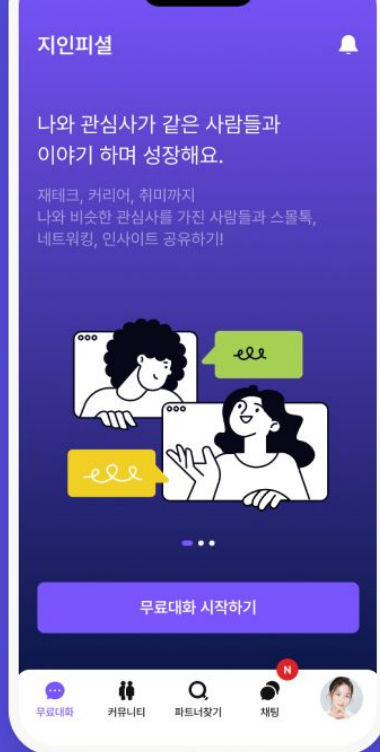 지인피셜
나와 관심사가 같은 사람들과
이야기 하며 성장해요.
재테크, 커리어, 취미까지
나와 비슷한 관심사를 가진 사람들과 스몰톡,
네트워킹, 인사이트 공유하기!
무료대화 시작하기
N
무료대화 커뮤니티 파트너찾기 채팅